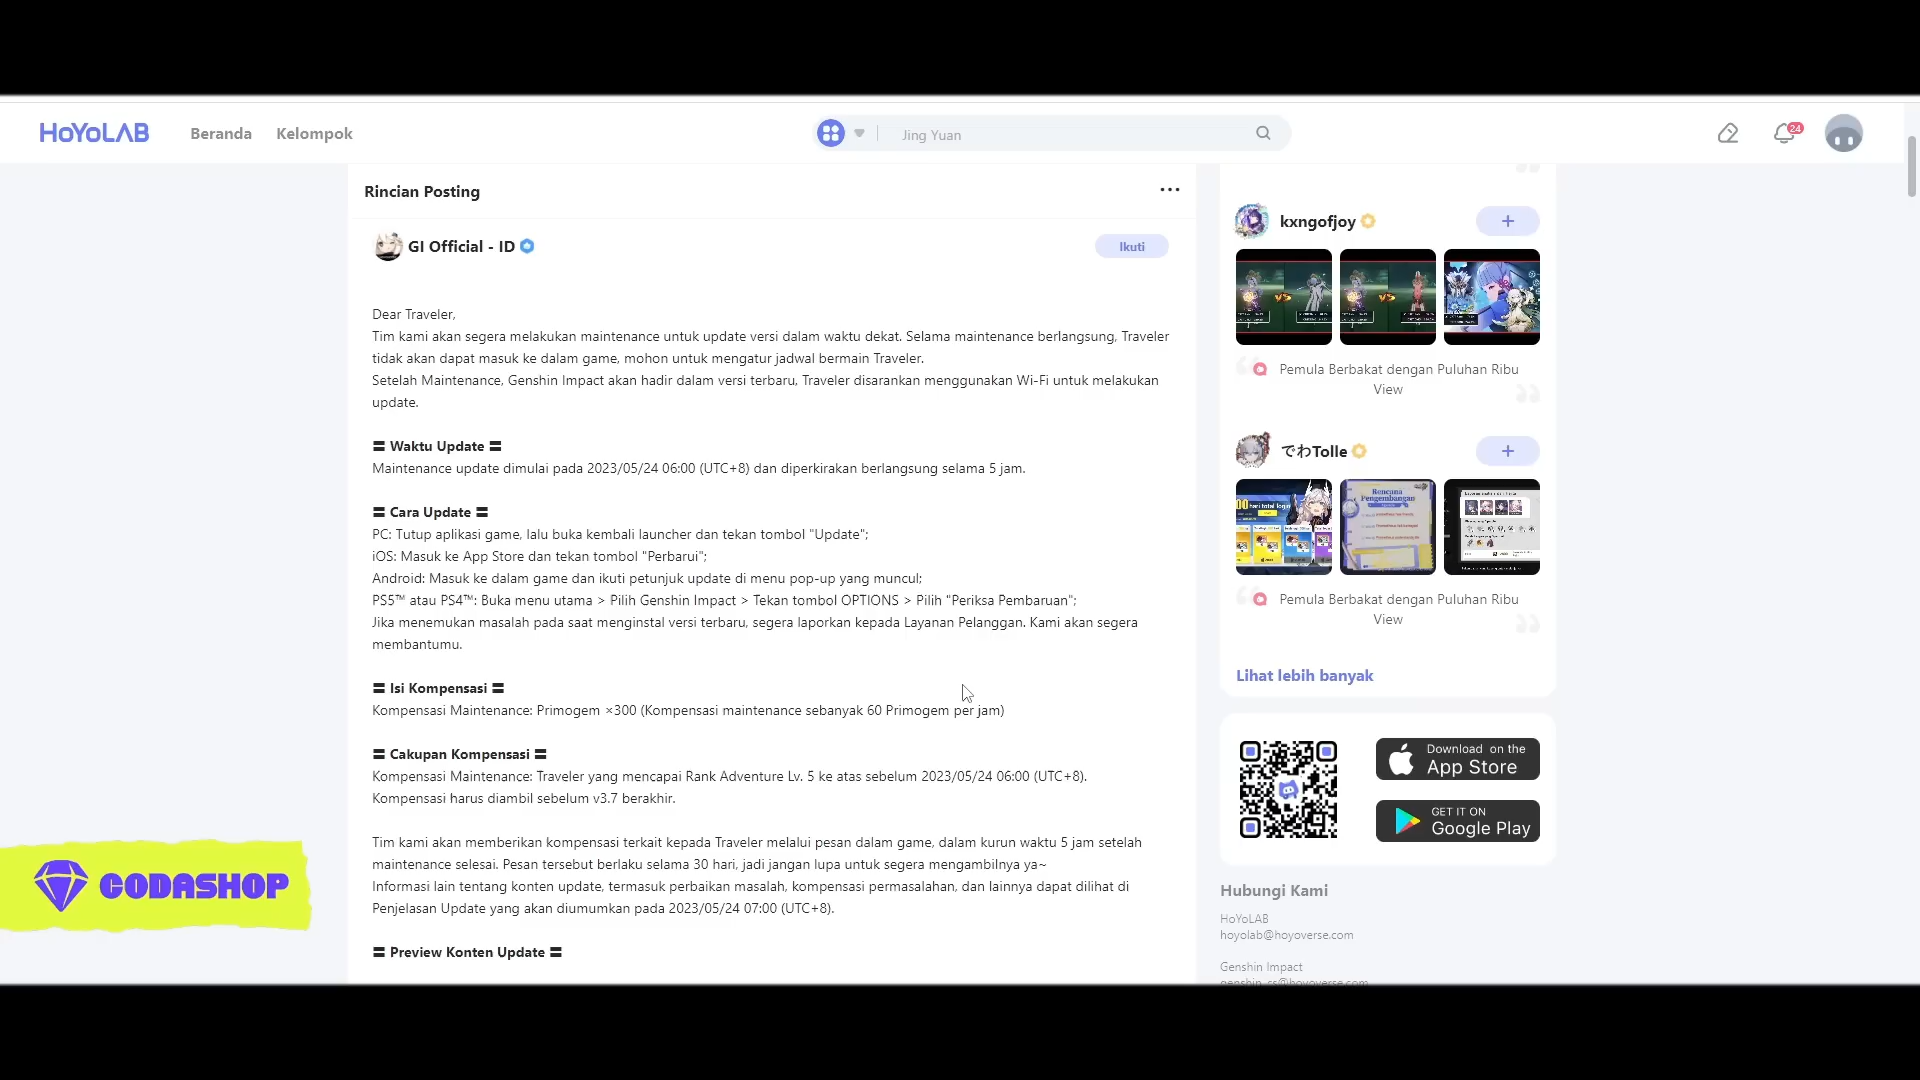 HoYoLAB
Beranda
Kelompok
Jing Yuan
24
Rincian Posting
GI Official - ID
Ikuti
Dear Traveler,
Tim kami akan segera melakukan maintenance untuk update versi dalam waktu dekat. Selama maintenance berlangsung, Traveler
tidak akan dapat masuk ke dalam game, mohon untuk mengatur jadwal bermain Traveler.
Setelah Maintenance, Genshin Impact akan hadir dalam versi terbaru, Traveler disarankan menggunakan Wi-Fi untuk melakukan
update.
〓 Waktu Update 〓
Maintenance update dimulai pada 2023/05/24 06:00 (UTC+8) dan diperkirakan berlangsung selama 5 jam.
〓 Cara Update 〓
PC: Tutup aplikasi game, lalu buka kembali launcher dan tekan tombol "Update";
iOS: Masuk ke App Store dan tekan tombol "Perbarui";
Android: Masuk ke dalam game dan ikuti petunjuk update di menu pop-up yang muncul;
PS5™ atau PS4™: Buka menu utama > Pilih Genshin Impact > Tekan tombol OPTIONS > Pilih "Periksa Pembaruan";
Jika menemukan masalah pada saat menginstal versi terbaru, segera laporkan kepada Layanan Pelanggan. Kami akan segera
membantumu.
〓 Isi Kompensasi 〓
Kompensasi Maintenance: Primogem ×300 (Kompensasi maintenance sebanyak 60 Primogem per jam)
〓 Cakupan Kompensasi 〓
Kompensasi Maintenance: Traveler yang mencapai Rank Adventure Lv. 5 ke atas sebelum 2023/05/24 06:00 (UTC+8).
Kompensasi harus diambil sebelum v3.7 berakhir.
Tim kami akan memberikan kompensasi terkait kepada Traveler melalui pesan dalam game, dalam kurun waktu 5 jam setelah
maintenance selesai. Pesan tersebut berlaku selama 30 hari, jadi jangan lupa untuk segera mengambilnya ya~
Informasi lain tentang konten update, termasuk perbaikan masalah, kompensasi permasalahan, dan lainnya dapat dilihat di
Penjelasan Update yang akan diumumkan pada 2023/05/24 07:00 (UTC+8).
〓 Preview Konten Update 〓
kxngofjoy
+
VS
VS
Pemula Berbakat dengan Puluhan Ribu
View
でわTolle
+
hari total login
Rencana
Pengembangan
Pemula Berbakat dengan Puluhan Ribu
View
Lihat lebih banyak
Download on the
App Store
GET IT ON
Google Play
Hubungi Kami
HoYoLAB
hoyolab@hoyoverse.com
Genshin Impact
genshin_cs@hoyoverse.com
CODASHOP